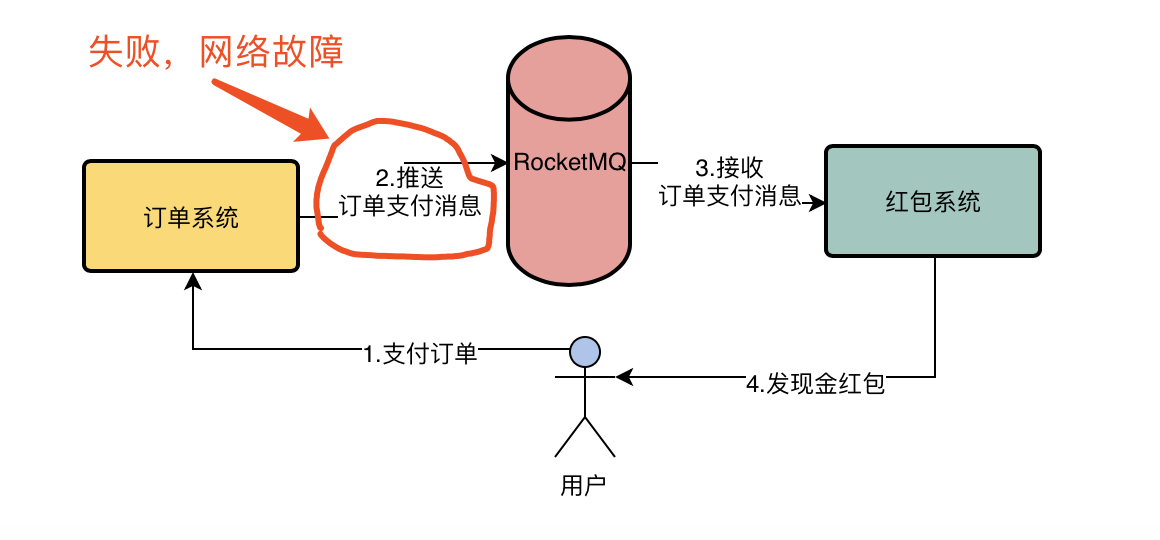 失败，网络故障
2.推送
订单支付消息
RocketMQ
3.接收
订单支付消息
订单系统
红包系统
1.支付订单
4.发现金红包
用户